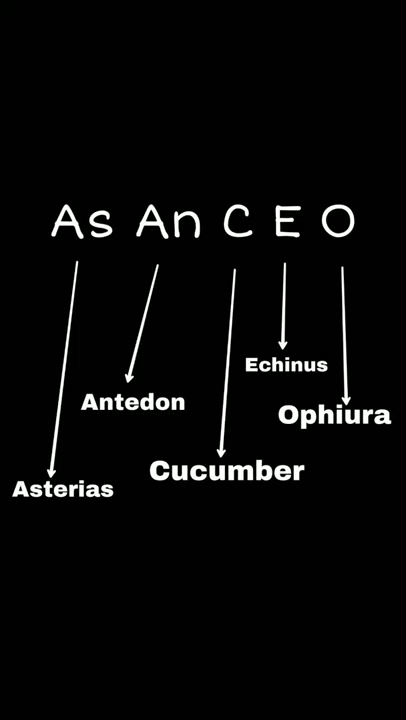 As An C E O
Echinus
Antedon
Ophiura
Cucumber
Asterias